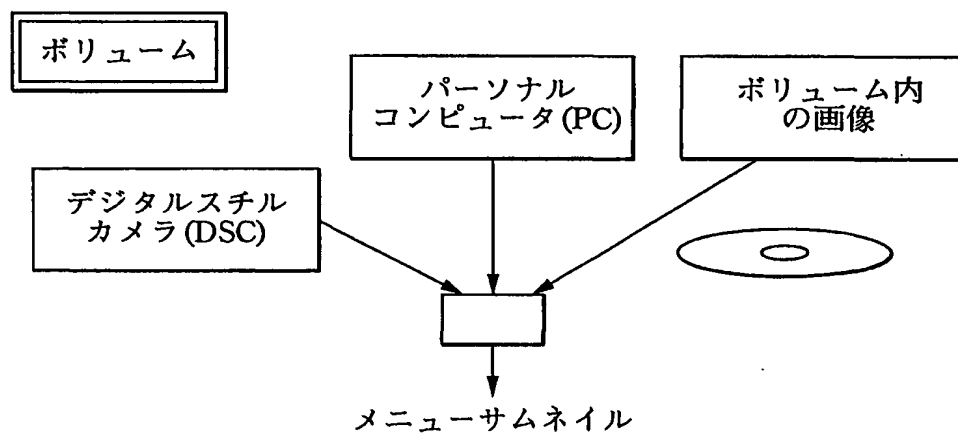 ボリューム
パーソナル
コンピュータ(PC)
ボリューム内
の画像
デジタルスチル
カメラ(DSC)
メニューサムネイル